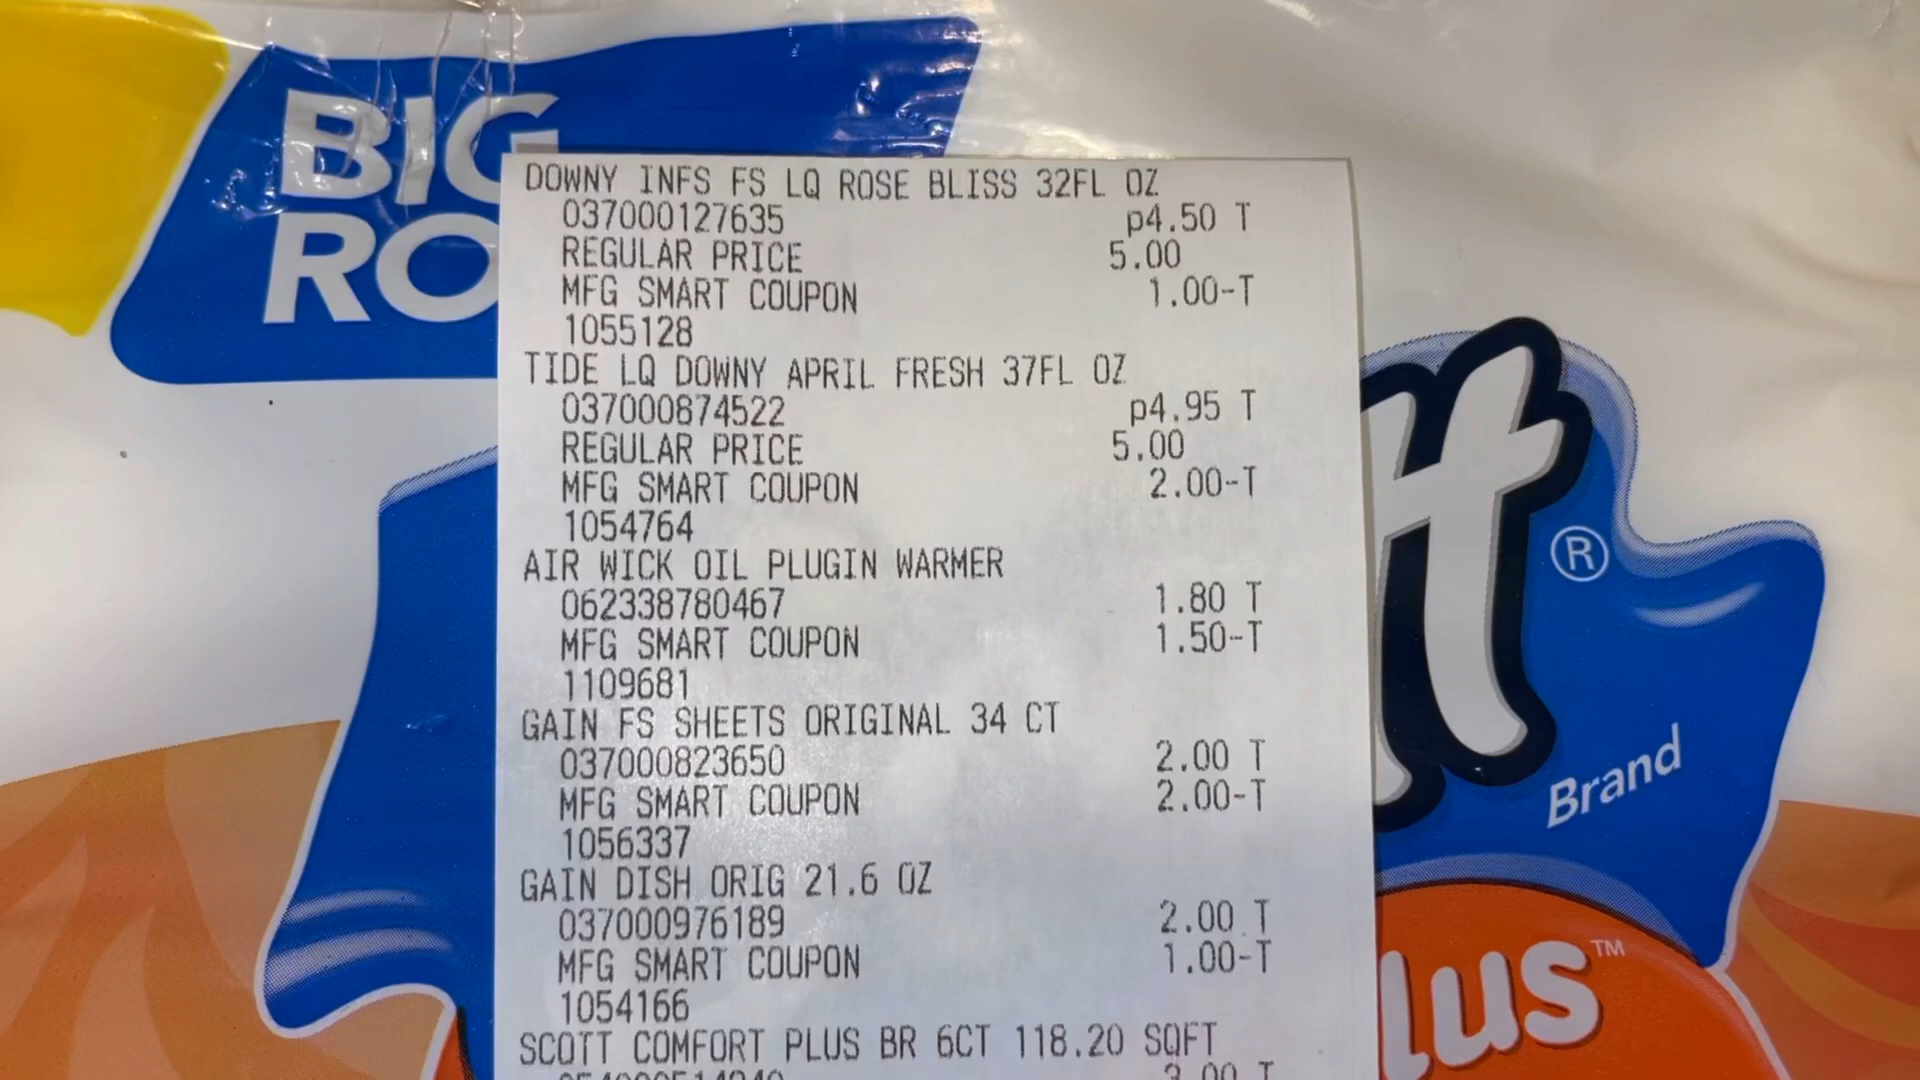 BIG
RO
DOWNY INFS FS LQ ROSE BLISS 32FL OZ
037000127635 p4.50 T
REGULAR PRICE 5.00
MFG SMART COUPON 1.00-T
1055128
TIDE LQ DOWNY APRIL FRESH 37FL OZ
037000874522 p4.95 T
REGULAR PRICE 5.00
MFG SMART COUPON 2.00-T
1054764
AIR WICK OIL PLUGIN WARMER
062338780467 1.80 T
MFG SMART COUPON 1.50-T
1109681
GAIN FS SHEETS ORIGINAL 34 CT
037000823650 2.00 T
MFG SMART COUPON 2.00-T
1056337
GAIN DISH ORIG 21.6 OZ
037000976189 2.00 T
MFG SMART COUPON 1.00-T
1054166
SCOTT COMFORT PLUS BR 6CT 118.20 SQFT
3.00 T
tt®
Brand
lus™